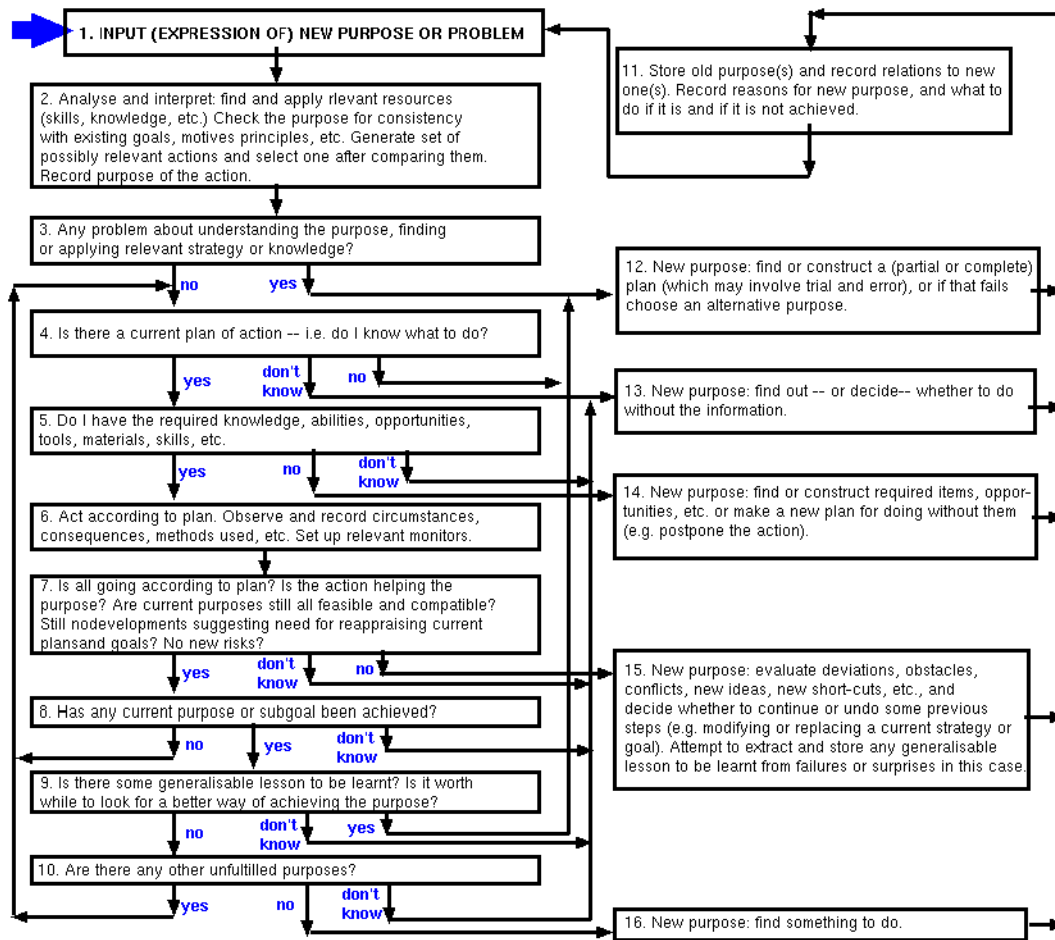 1. INPUT (EXPRESSION OF) NEW PURPOSE OR PROBLEM
11. Store old purpose(s) and record relations to new
one(s). Record reasons for new purpose, and what to
do if it is and if it is not achieved.
2. Analyse and interpret: find and apply rlevant resources
(skills, knowledge, etc.) Check the purpose for consistency
with existing goals, motives principles, etc. Generate set of
possibly relevant actions and select one after comparing them.
Record purpose of the action.
3. Any problem about understanding the purpose, finding
or applying relevant strategy or knowledge?
no
yes
12. New purpose: find or construct a (partial or complete)
plan (which may involve trial and error), or if that fails
choose an alternative purpose.
4. Is there a current plan of action -- i.e. do I know what to do?
yes
don't
know
no
13. New purpose: find out -- or decide-- whether to do
without the information.
5. Do I have the required knowledge, abilities, opportunities,
tools, materials, skills, etc.
yes
no
don't
know
14. New purpose: find or construct required items, oppor-
tunities, etc. or make a new plan for doing without them
(e.g. postpone the action).
6. Act according to plan. Observe and record circumstances,
consequences, methods used, etc. Set up relevant monitors.
7. Is all going according to plan? Is the action helping the
purpose? Are current purposes still all feasible and compatible?
Still nodevelopments suggesting need for reappraising current
plansand goals? No new risks?
yes
don't
know
no
15. New purpose: evaluate deviations, obstacles,
conflicts, new ideas, new short-cuts, etc., and
decide whether to continue or undo some previous
steps (e.g. modifying or replacing a current strategy or
goal). Attempt to extract and store any generalisable
lesson to be learnt from failures or surprises in this case.
8. Has any current purpose or subgoal been achieved?
no
yes
don't
know
9. Is there some generalisable lesson to be learnt? Is it worth
while to look for a better way of achieving the purpose?
no
don't
know
yes
10. Are there any other unfultilled purposes?
yes
no
don't
know
16. New purpose: find something to do.